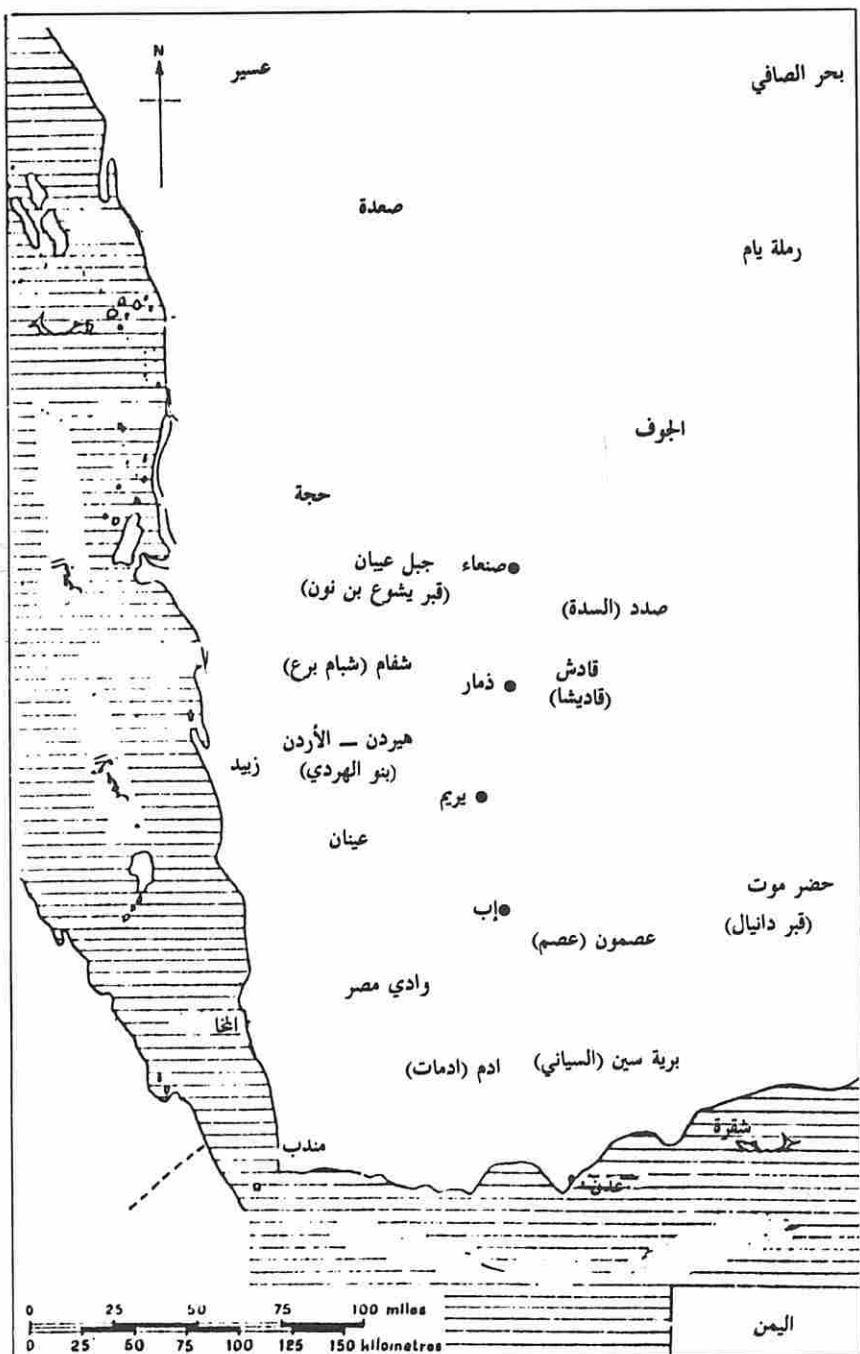 N
عسير
بحر الصافي
صعدة
رملة يام
الجوف
حجة
صنعاء
جبل عيبان
(قبر يشوع بن نون)
صدد (السدة)
شفام (شبام برع)
ذمار
قادش
(قاديشا)
هيردن – الأردن
(بنو الهردي)
زبيد
يريم
عينان
حضر موت
(قبر دانيال)
إب
عصمون (عصم)
وادي مصر
المخا
برية سين (السياني)
ادم (ادمات)
مندب
شقرة
عدن
0 25 50 75 100 miles
0 25 50 75 100 125 150 kilometres
اليمن